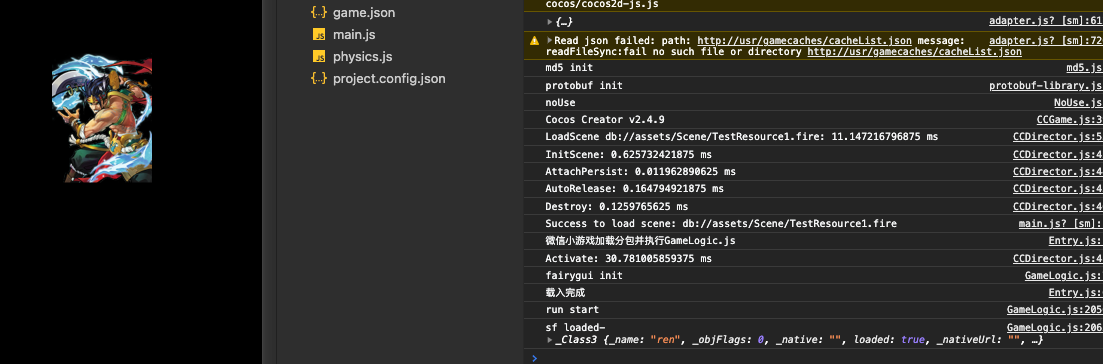 game.json
main.js
physics.js
project.config.json
cocos/cocos2d-js.js
{…} adapter.js? [sm]:61
Read json failed: path: http://usr/gamecaches/cacheList.json message: adapter.js? [sm]:72
readFileSync:fail no such file or directory http://usr/gamecaches/cacheList.json
md5 init md5.js
protobuf init protobuf-library.js
noUse NoUse.js
Cocos Creator v2.4.9 CCGame.js:3
LoadScene db://assets/Scene/TestResource1.fire: 11.147216796875 ms CCDirector.js:5
InitScene: 0.625732421875 ms CCDirector.js:4
AttachPersist: 0.011962890625 ms CCDirector.js:4
AutoRelease: 0.164794921875 ms CCDirector.js:4
Destroy: 0.1259765625 ms CCDirector.js:4
Success to load scene: db://assets/Scene/TestResource1.fire main.js? [sm]:
微信小游戏加载分包并执行GameLogic.js Entry.js:
Activate: 30.781005859375 ms CCDirector.js:4
fairygui init GameLogic.js:
载入完成 Entry.js:
run start GameLogic.js:205
sf loaded- GameLogic.js:206
_Class3 {_name: "ren", _objFlags: 0, _native: "", loaded: true, _nativeUrl: "", …}